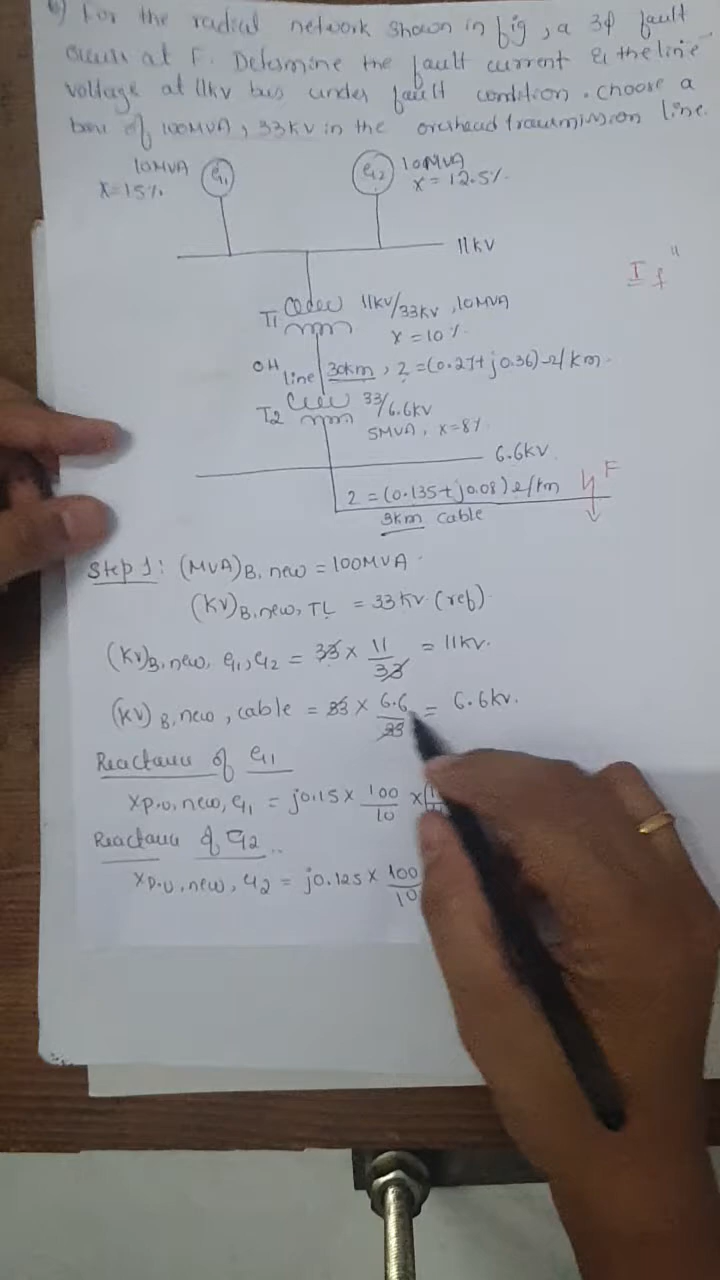 For the radial network shown in fig, a 3ϕ fault
occurs at F. Determine the fault current & the line
voltage at 11kv bus under fault condition. choose a
base of 100MVA, 33KV in the overhead transmission line.
10MVA
X=15%.
G1
G2
10MVA
X=12.5%.
11KV
I f "
T1 11KV/33KV, 10MVA
X=10%
OH line 30km, Z=(0.27+j0.36)Ω/km.
T2 33/6.6KV
5MVA, X=8%
6.6KV
F
Z=(0.135+j0.08)Ω/km
3km cable
Step 1: (MVA)B,new = 100MVA.
(KV)B,new,TL = 33KV.(ref).
(KV)B,new,G1,G2 = 33 × 11/33 = 11KV.
(KV)B,new,cable = 33 × 6.6/33 = 6.6KV.
Reactance of G1
XP.U,new,G1 = j0.15 × 100/10 ×
Reactance of G2
XP.U,new,G2 = j0.125 × 100/10